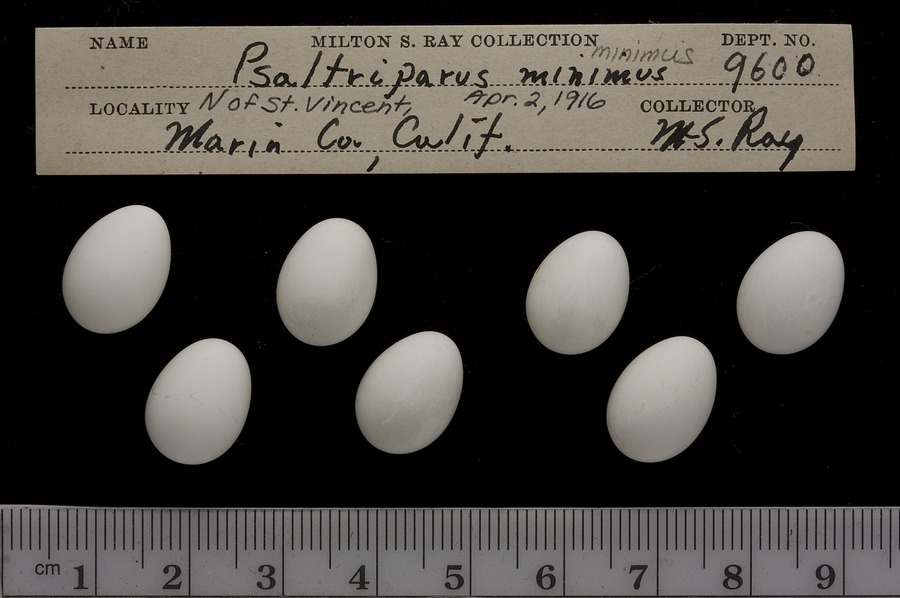 NAME MILTON S. RAY COLLECTION DEPT. NO.
minimus
Psaltriparus minimus 9600
LOCALITY N of St. Vincent, Apr. 2, 1916 COLLECTOR
Marin Co., Calif. M.S. Ray
cm 1 2 3 4 5 6 7 8 9